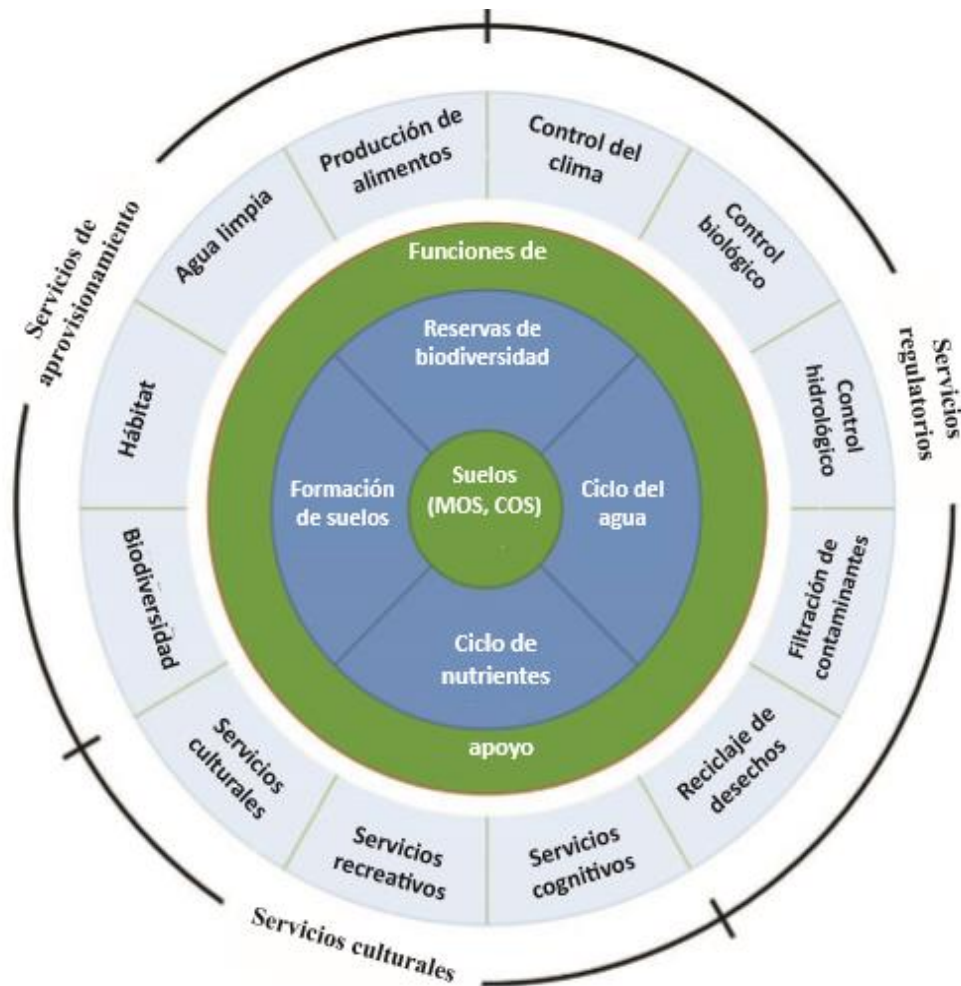 Producción de
alimentos
Control del
clima
Control
biológico
Control
hidrológico
Filtración de
contaminantes
Reciclaje de
desechos
Servicios
cognitivos
Servicios
recreativos
Servicios
culturales
Biodiversidad
Hábitat
Agua limpia
Servicios de
aprovisionamiento
Servicios
regulatorios
Servicios culturales
Funciones de
apoyo
Reservas de
biodiversidad
Ciclo del
agua
Ciclo de
nutrientes
Formación
de suelos
Suelos
(MOS, COS)